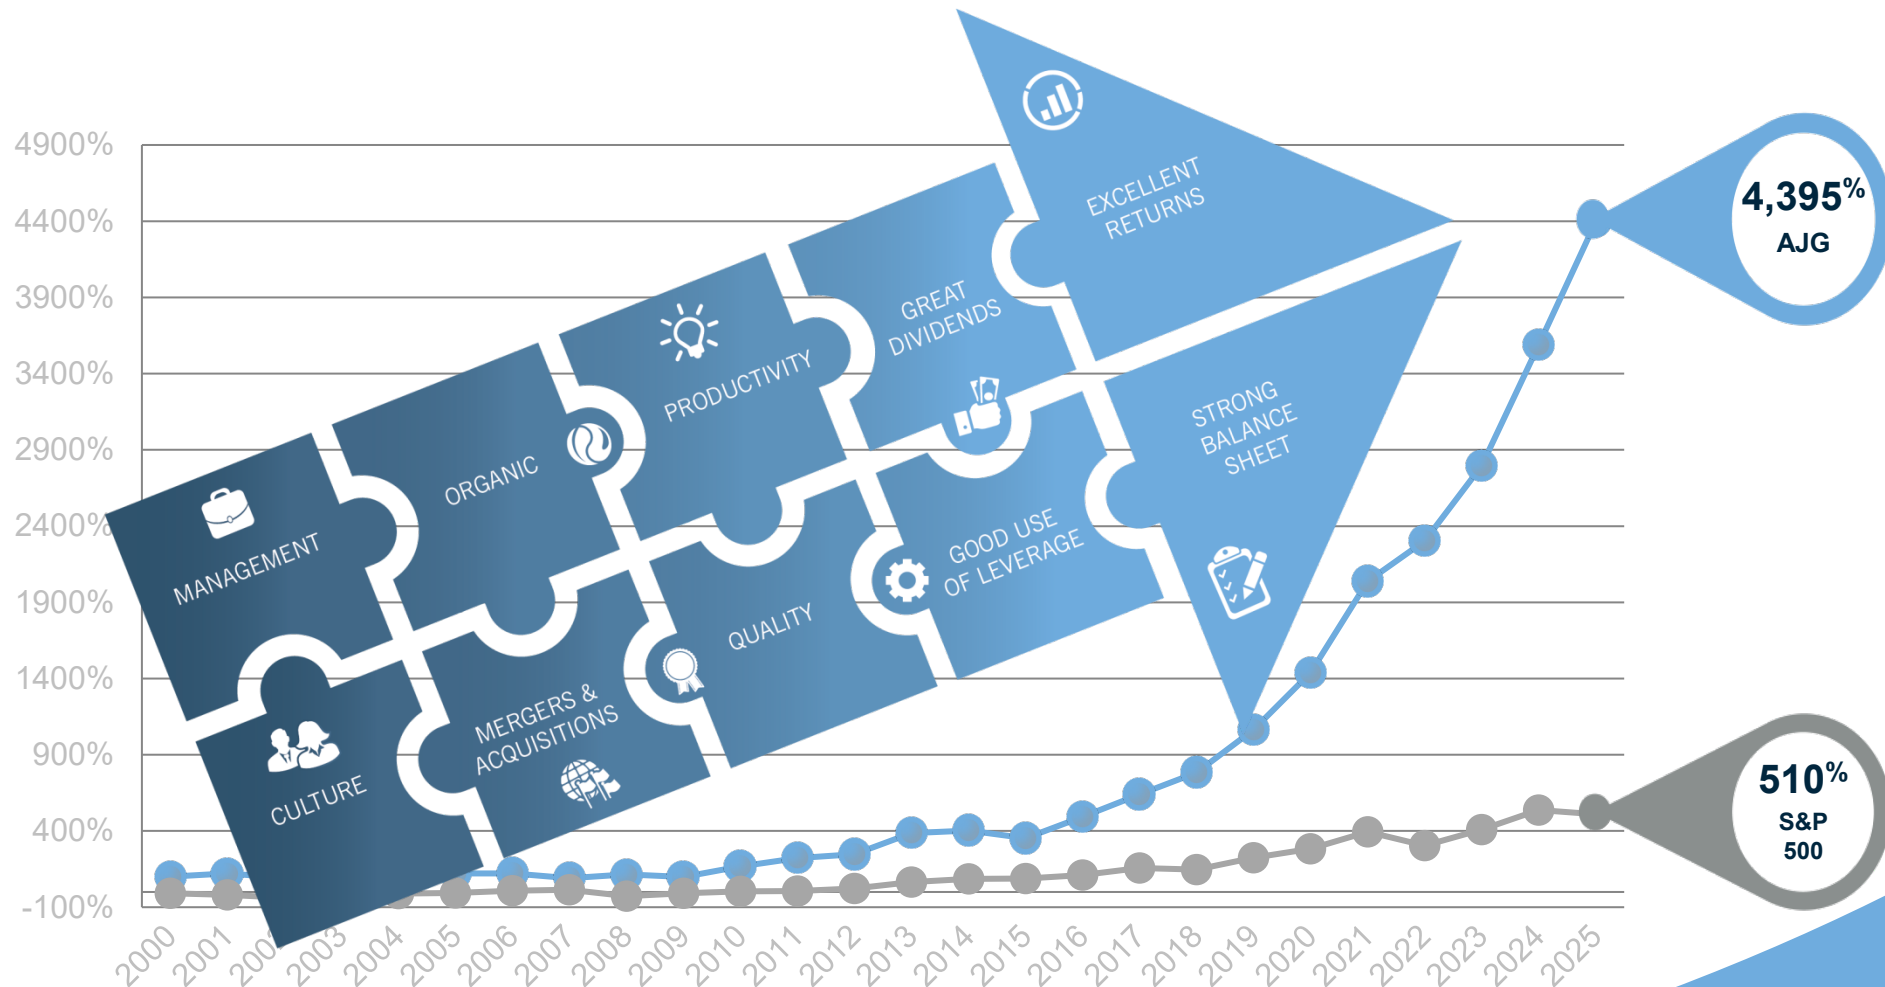 4900%
4400%
3900%
3400%
2900%
2400%
1900%
1400%
900%
400%
-100%
EXCELLENT
RETURNS
GREAT
DIVIDENDS
PRODUCTIVITY
ORGANIC
MANAGEMENT
STRONG
BALANCE
SHEET
GOOD USE
OF LEVERAGE
QUALITY
MERGERS &
ACQUISITIONS
CULTURE
4,395%
AJG
510%
S&P
500
2000
2001
2003
2004
2005
2006
2007
2008
2009
2010
2011
2012
2013
2014
2015
2016
2017
2018
2019
2020
2021
2022
2023
2024
2025